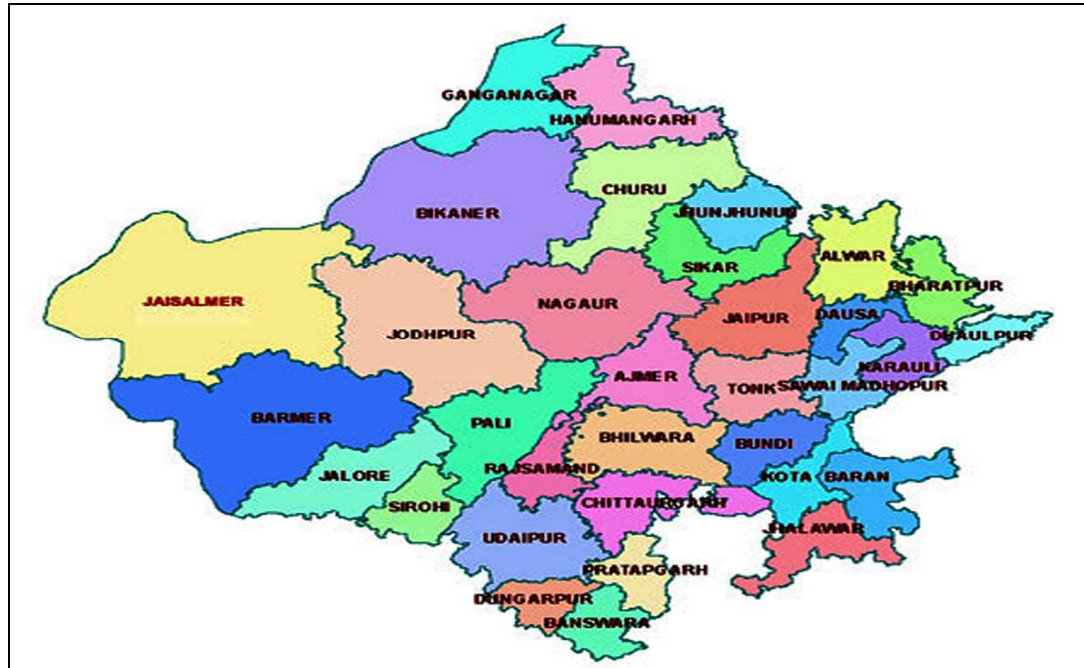 GANGANAGAR
HANUMANGARH
CHURU
BIKANER
JHUNJHUNUN
ALWAR
SIKAR
BHARATPUR
JAISALMER
NAGAUR
JAIPUR
DAUSA
JODHPUR
DHAULPUR
KARAULI
AJMER
TONK
SAWAI MADHOPUR
BARMER
PALI
BHILWARA
BUNDI
RAJSAMAND
JALORE
KOTA
BARAN
SIROHI
CHITTAURGARH
JHALAWAR
UDAIPUR
PRATAPGARH
DUNGARPUR
BANSWARA